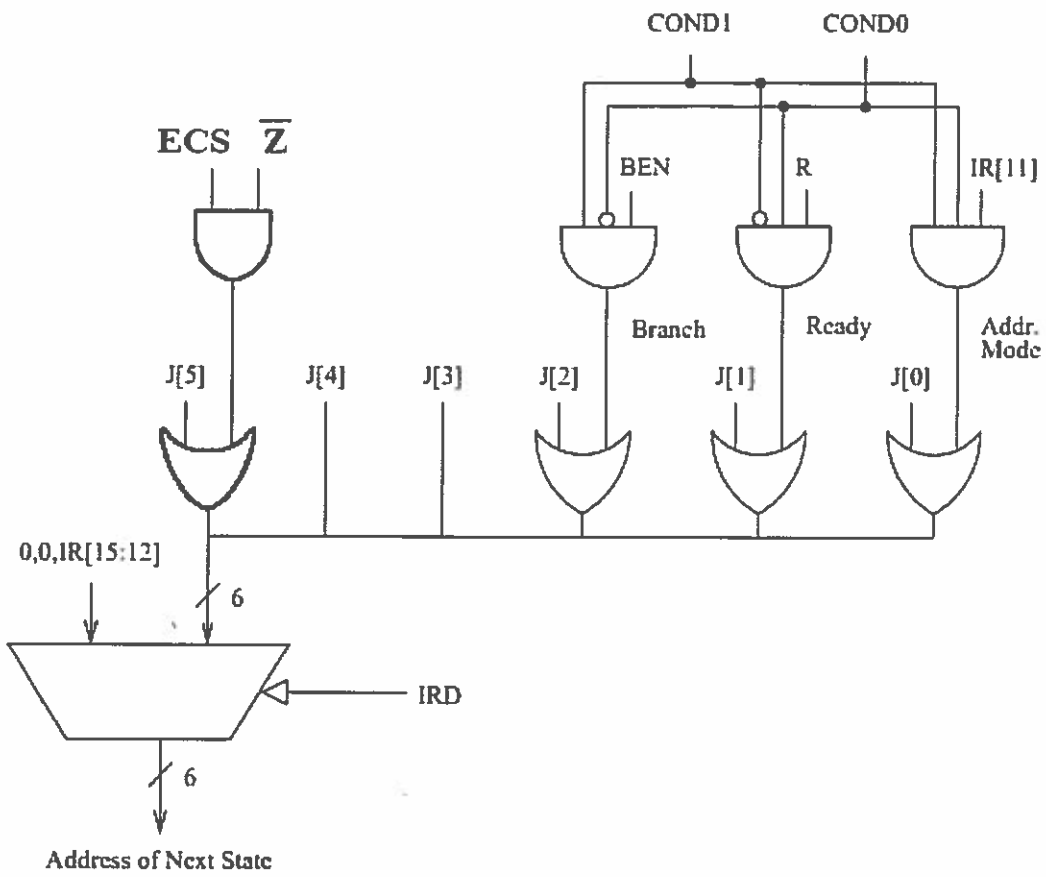 COND1 COND0
ECS Z̅
BEN R IR[11]
Branch Ready Addr.
Mode
J[5] J[4] J[3] J[2] J[1] J[0]
0,0,IR[15:12]
6
IRD
6
Address of Next State